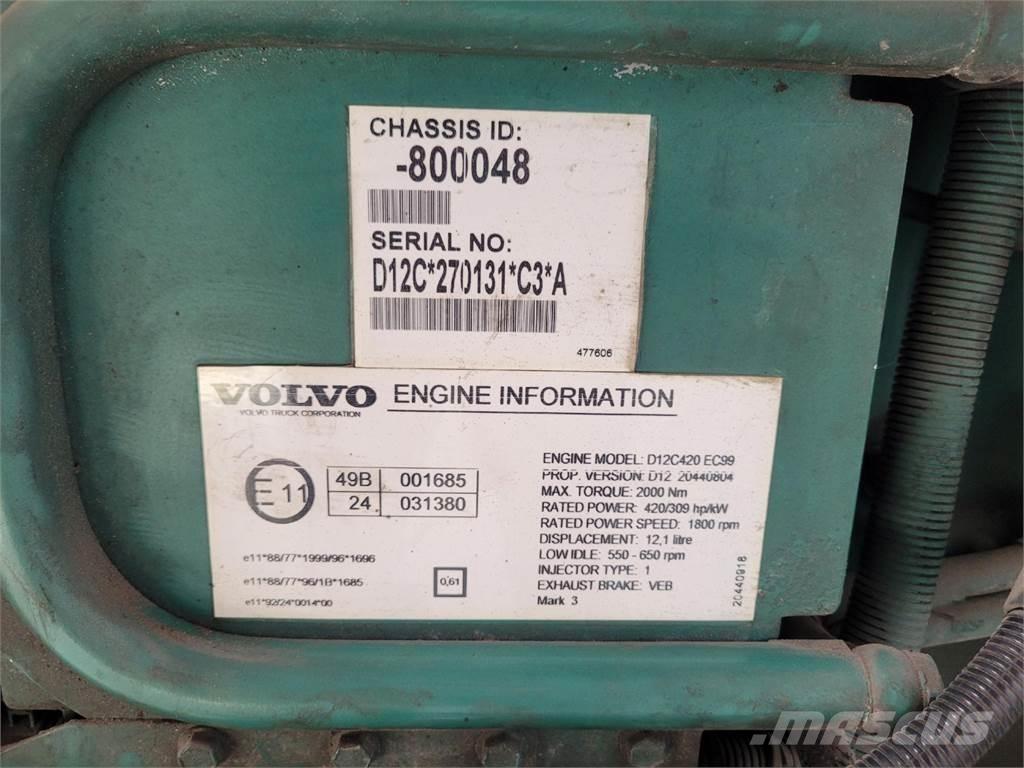 CHASSIS ID:
-800048
SERIAL NO:
D12C*270131*C3*A
477606
VOLVO ENGINE INFORMATION
VOLVO TRUCK CORPORATION
E 11
49B 001685
24 031380
e11*88/77*1999/96*1696
e11*88/77*96/1B*1685
e11*92/24*0014*00
0,61
ENGINE MODEL: D12C420 EC99
PROP. VERSION: D12 20440804
MAX. TORQUE: 2000 Nm
RATED POWER: 420/309 hp/kW
RATED POWER SPEED: 1800 rpm
DISPLACEMENT: 12,1 litre
LOW IDLE: 550 - 650 rpm
INJECTOR TYPE: 1
EXHAUST BRAKE: VEB
Mark 3
20440918
MASCUS